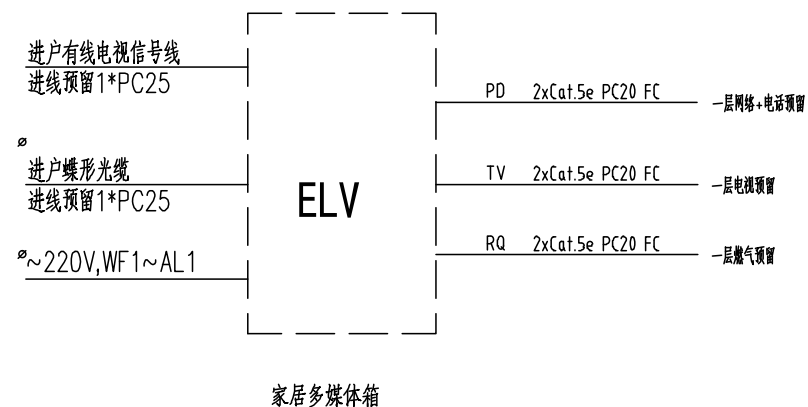 进户有线电视信号线
进线预留1*PC25
⌀
进户蝶形光缆
进线预留1*PC25
⌀~220V,WF1~AL1
ELV
PD 2xCat.5e PC20 FC 一层网络+电话预留
TV 2xCat.5e PC20 FC 一层电视预留
RQ 2xCat.5e PC20 FC 一层燃气预留
家居多媒体箱